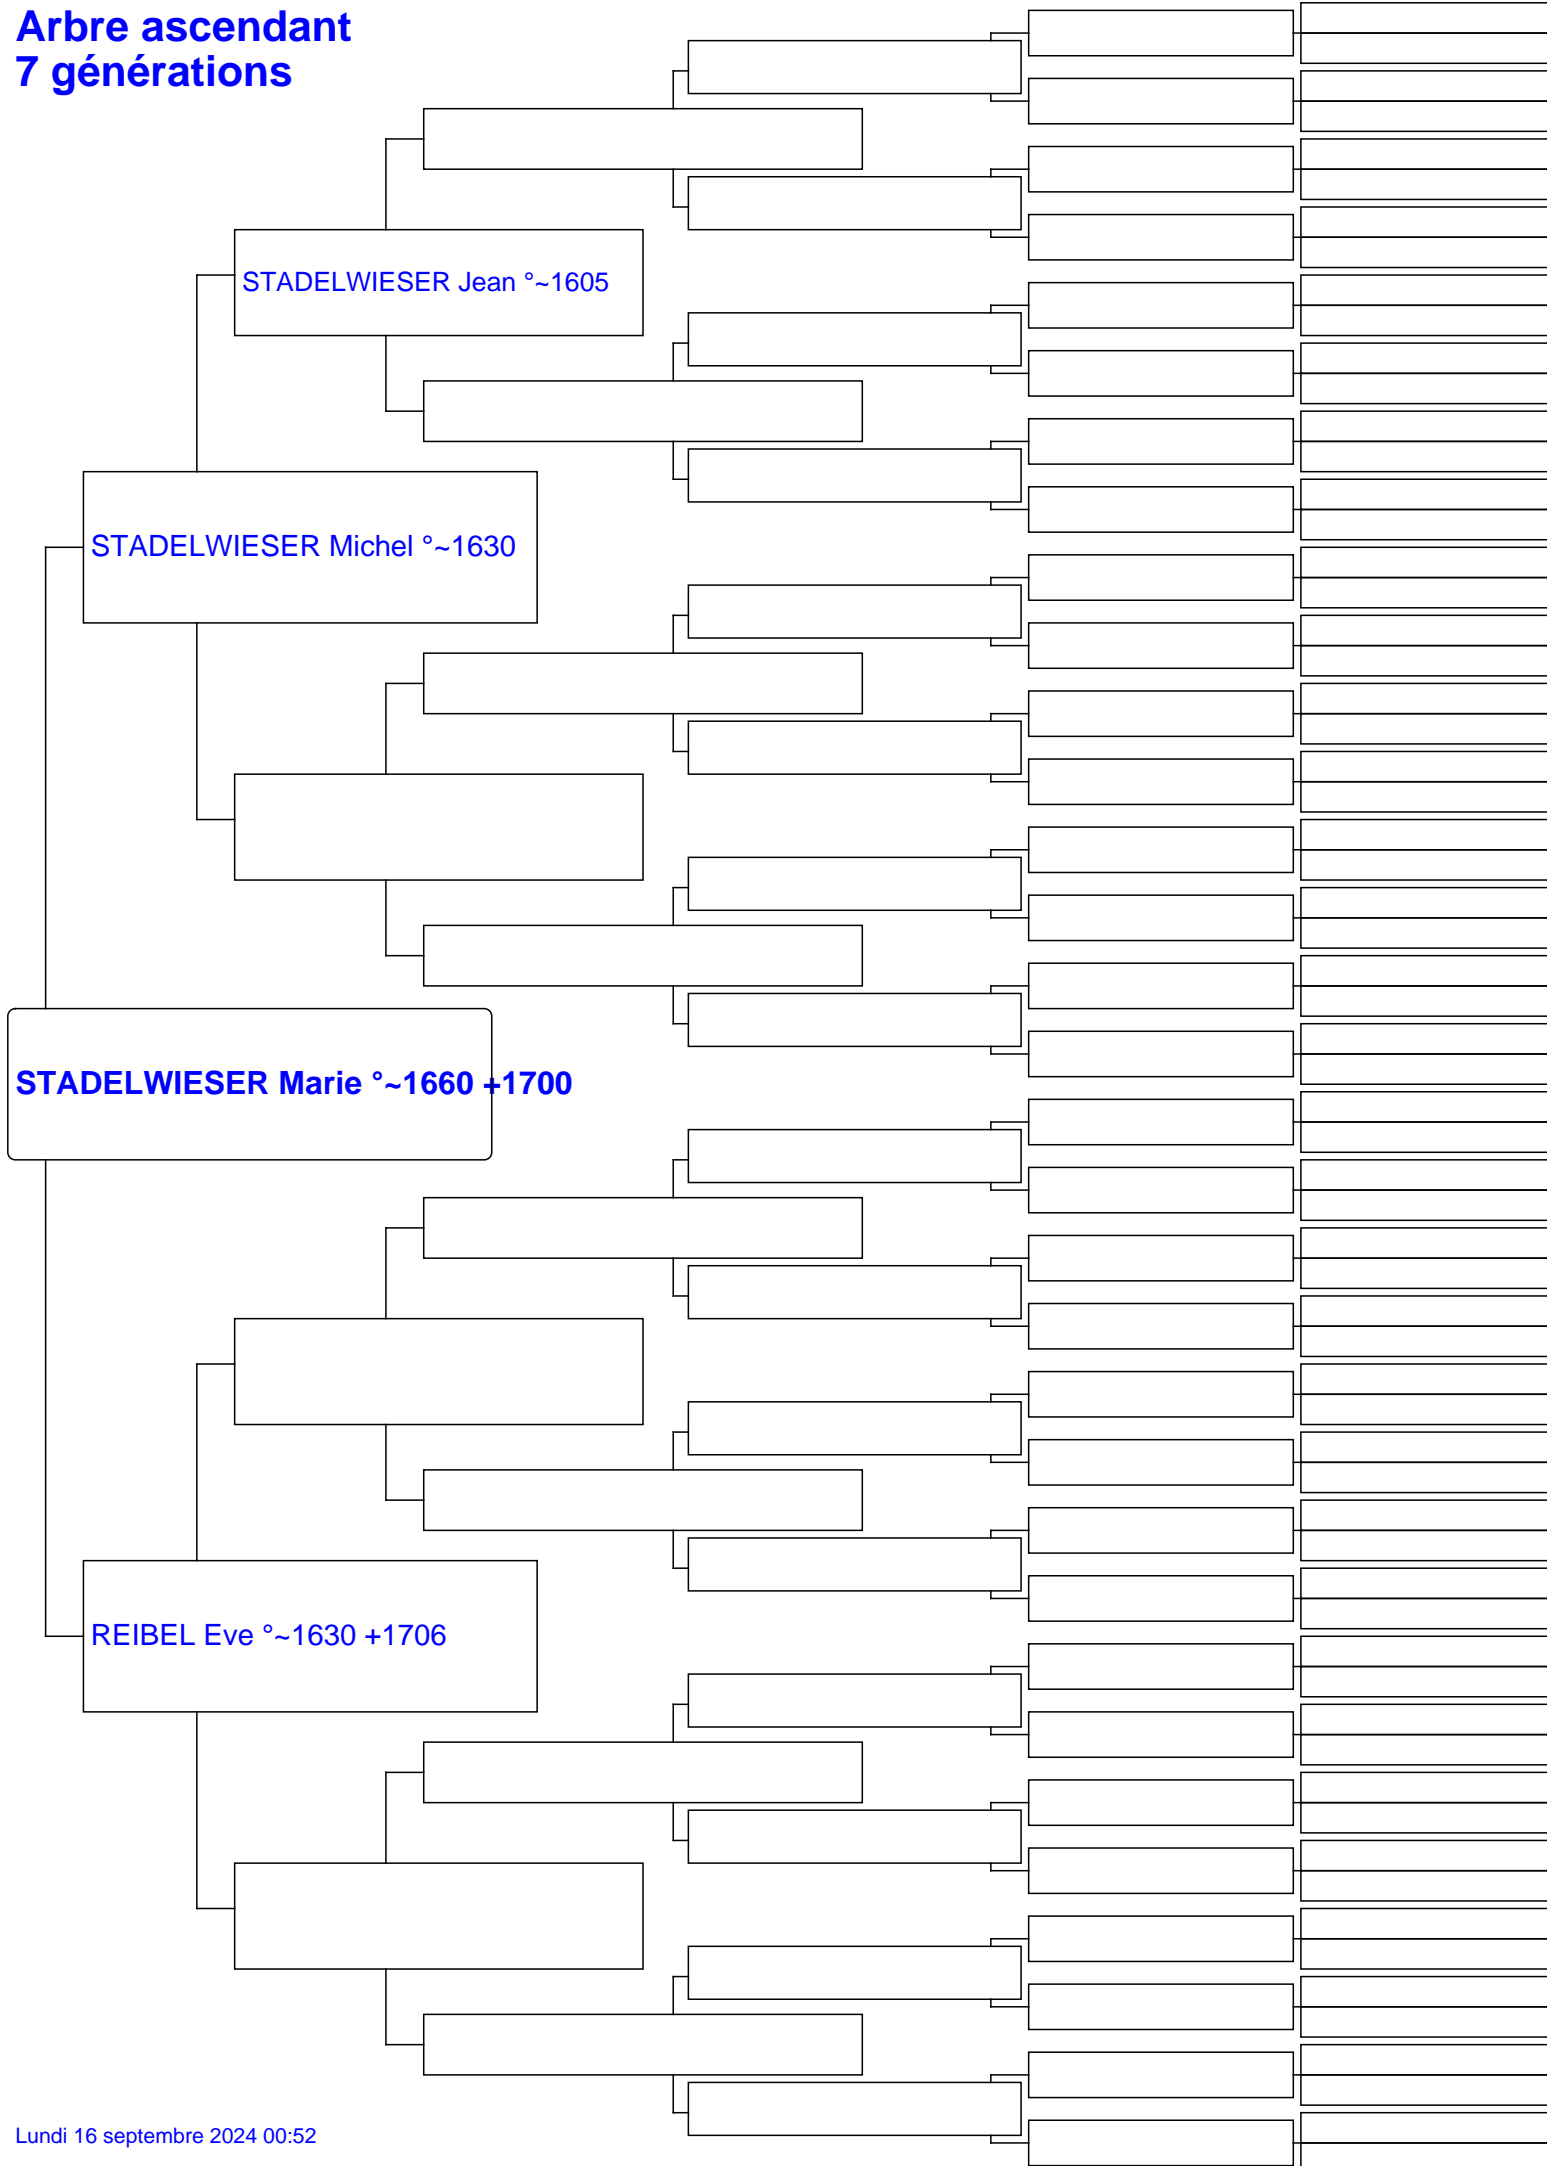 Arbre ascendant
7 générations
STADELWIESER Jean °~1605
STADELWIESER Michel °~1630
STADELWIESER Marie °~1660 +1700
REIBEL Eve °~1630 +1706
Lundi 16 septembre 2024 00:52